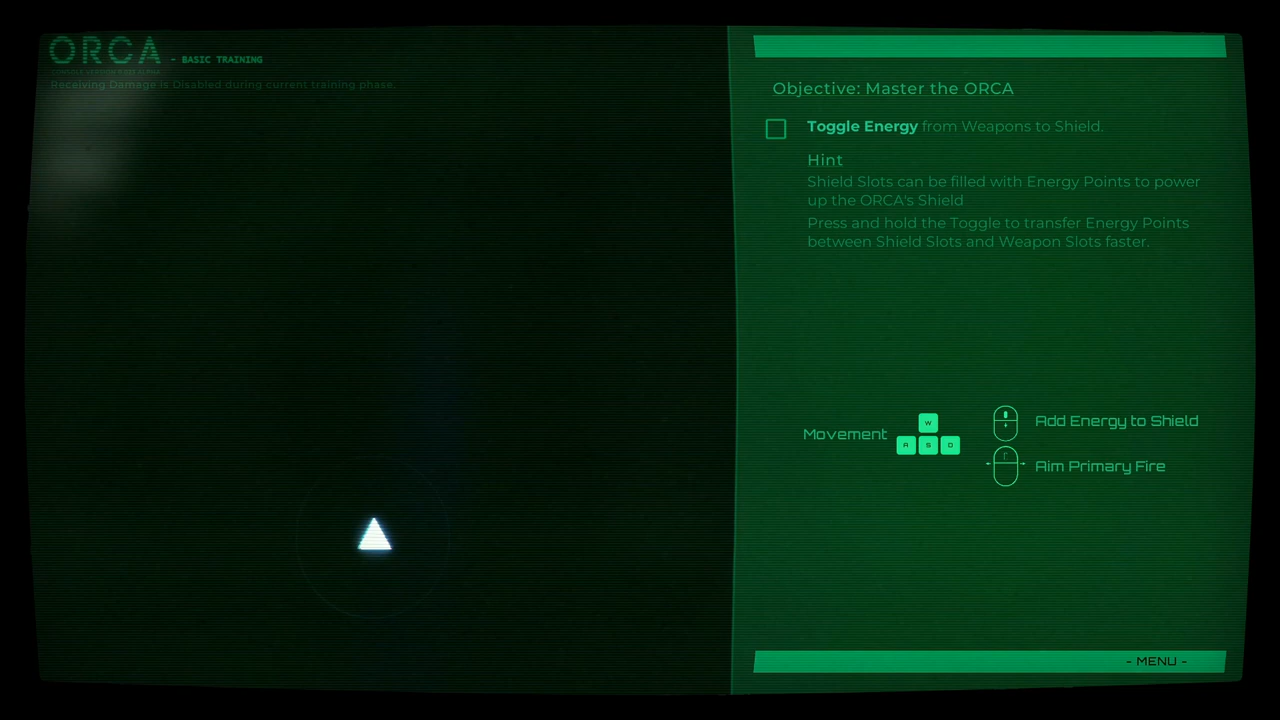 ORCA - BASIC TRAINING
Receiving Damage is Disabled during current training phase.
Objective: Master the ORCA
Toggle Energy from Weapons to Shield.
Hint
Shield Slots can be filled with Energy Points to power
up the ORCA's Shield
Press and hold the Toggle to transfer Energy Points
between Shield Slots and Weapon Slots faster.
Movement
W
A S D
Add Energy to Shield
Aim Primary Fire
- MENU -